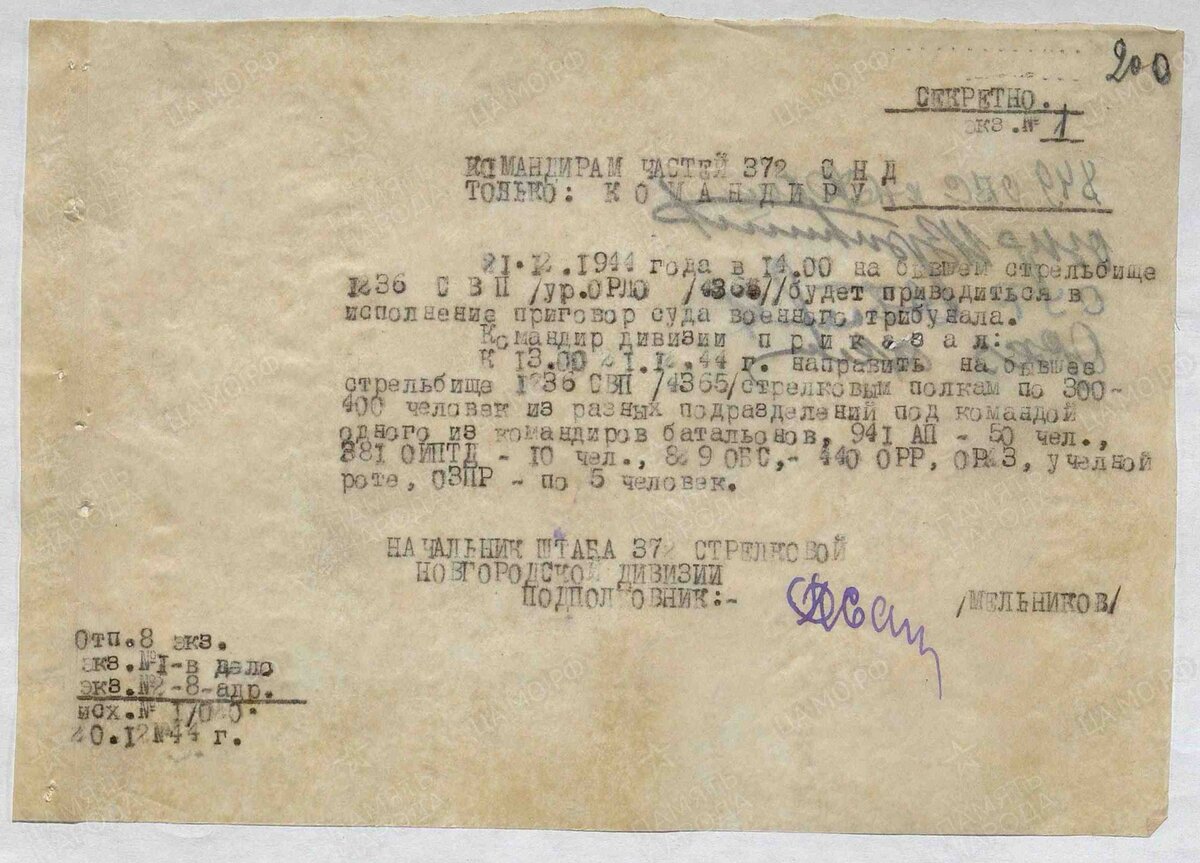 200
СЕКРЕТНО.
экз.№ 1
КОМАНДИРАМ ЧАСТЕЙ 372 С Н Д
ТОЛЬКО: К О М А Н Д И Р У
21.12.1944 года в 14.00 на бывшем стрельбище
1236 С В П /ур.ОРЛО /4365//будет приводиться в
исполнение приговор суда военного трибунала.
Командир дивизии п р и к а з а л:
К 13.00 21.12.44 г. направить на бывшее
стрельбище 1236 СВП /4365/стрелковым полкам по 300-
400 человек из разных подразделений под командой
одного из командиров батальонов, 941 АП - 50 чел.,
381 ОИПТД - 10 чел., 849 ОБС,- 440 ОРР, ОРХЗ, учебной
роте, ОЗПР - по 5 человек.
НАЧАЛЬНИК ШТАБА 372 СТРЕЛКОВОЙ
НОВГОРОДСКОЙ ДИВИЗИИ
ПОДПОЛКОВНИК:-
/МЕЛЬНИКОВ/
Отп.8 экз.
экз.№1-в дело
экз.№2-8-адр.
исх.№
20.12.44 г.